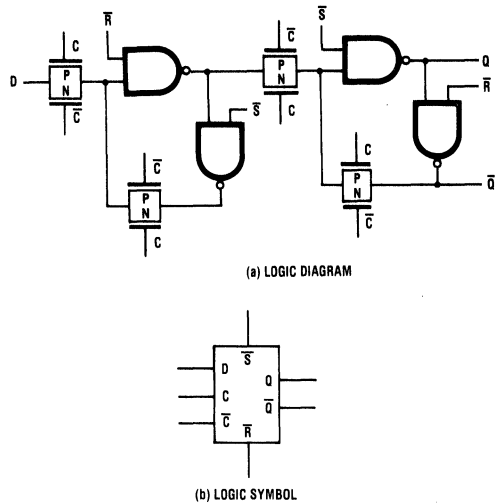 R̅ S̅
C C̅
D P N Q
C̅ C R̅
S̅
C̅ C
P N P N Q̅
C C̅
(a) LOGIC DIAGRAM
S̅
D Q
C Q̅
C̅ R̅
(b) LOGIC SYMBOL